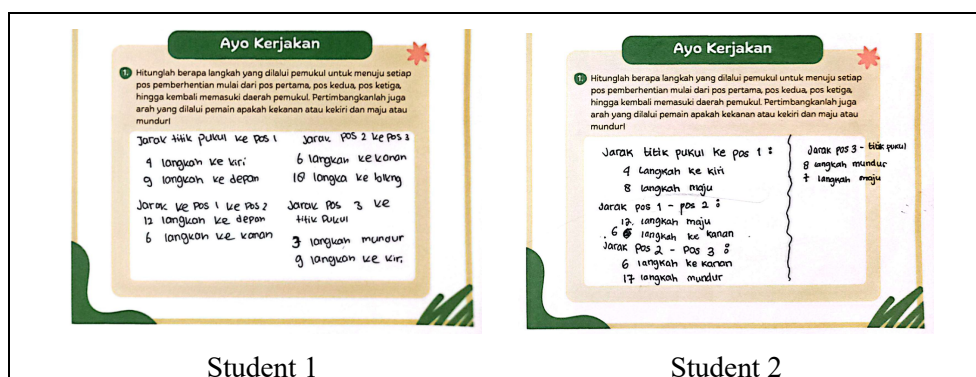 Ayo Kerjakan
1. Hitunglah berapa langkah yang dilalui pemukul untuk menuju setiap
pos pemberhentian mulai dari pos pertama, pos kedua, pos ketiga,
hingga kembali memasuki daerah pemukul. Pertimbangkanlah juga
arah yang dilalui pemain apakah kekanan atau kekiri dan maju atau
mundur!
Jarak titik pukul ke pos 1
4 langkah ke kiri
9 langkah ke depan
Jarak ke pos 1 ke pos 2
12 langkah ke depan
6 langkah ke kanan
Jarak pos 2 ke pos 3
6 langkah ke kanan
18 langka ke
Jarak pos 3 ke
titik pukul
7 langkah mundur
9 langkah ke kiri
Student 1
Ayo Kerjakan
1. Hitunglah berapa langkah yang dilalui pemukul untuk menuju setiap
pos pemberhentian mulai dari pos pertama, pos kedua, pos ketiga,
hingga kembali memasuki daerah pemukul. Pertimbangkanlah juga
arah yang dilalui pemain apakah kekanan atau kekiri dan maju atau
mundur!
Jarak titik pukul ke pos 1 :
4 langkah ke kiri
8 langkah maju
Jarak pos 1 - pos 2 :
12 langkah maju
6 langkah ke kanan
Jarak pos 2 - pos 3 :
6 langkah ke kanan
17 langkah mundur
Jarak pos 3 - titik pukul
8 langkah mundur
7 langkah maju
Student 2